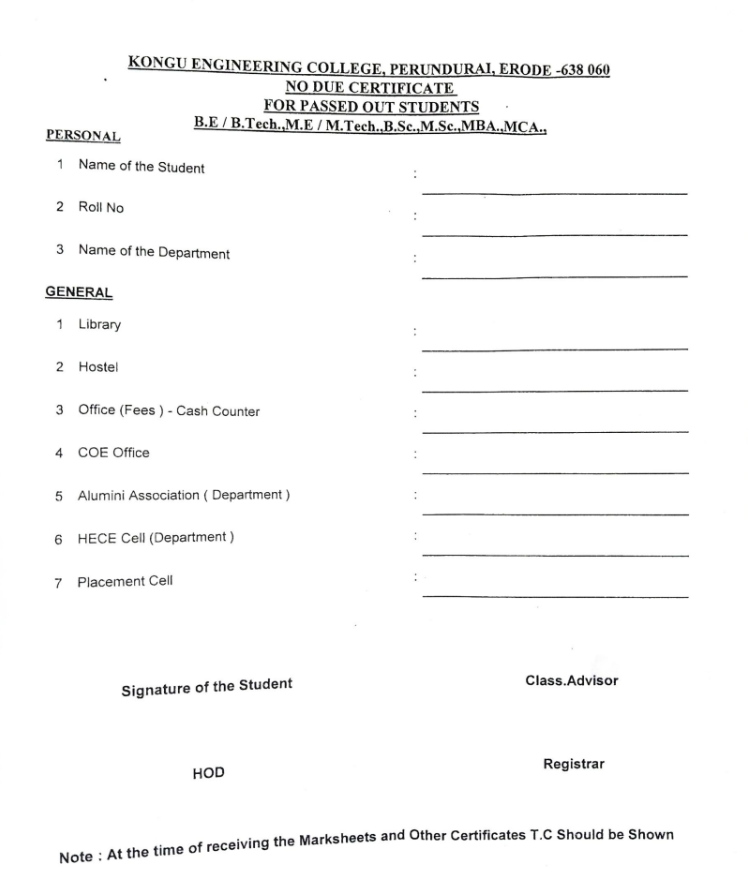 KONGU ENGINEERING COLLEGE, PERUNDURAI, ERODE -638 060
NO DUE CERTIFICATE
FOR PASSED OUT STUDENTS
B.E / B.Tech.,M.E / M.Tech.,B.Sc.,M.Sc.,MBA.,MCA.,
PERSONAL
1 Name of the Student :
2 Roll No :
3 Name of the Department :
GENERAL
1 Library :
2 Hostel :
3 Office (Fees ) - Cash Counter :
4 COE Office :
5 Alumini Association ( Department ) :
6 HECE Cell (Department ) :
7 Placement Cell :
Signature of the Student Class.Advisor
HOD Registrar
Note : At the time of receiving the Marksheets and Other Certificates T.C Should be Shown